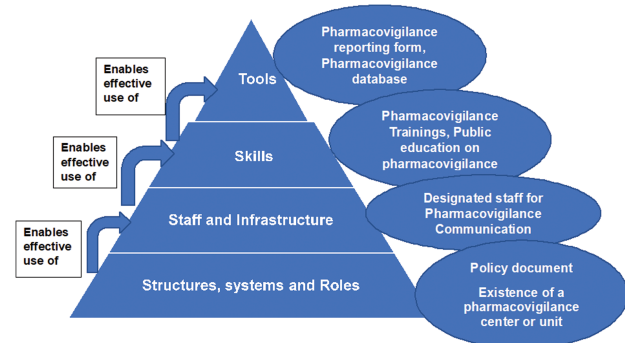 Pharmacovigilance
reporting form,
Pharmacovigilance
database
Tools
Enables
effective
use of
Pharmacovigilance
Trainings, Public
education on
pharmacovigilance
Skills
Enables
effective
use of
Designated staff for
Pharmacovigilance
Communication
Staff and Infrastructure
Enables
effective
use of
Policy document
Existence of a
pharmacovigilance
center or unit
Structures, systems and Roles